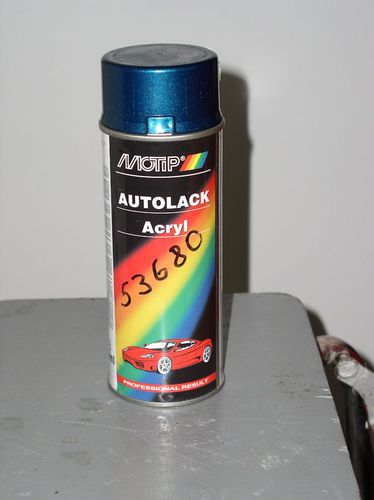 MOTIP®
AUTOLACK
Acryl
53680
PROFESSIONAL RESULT